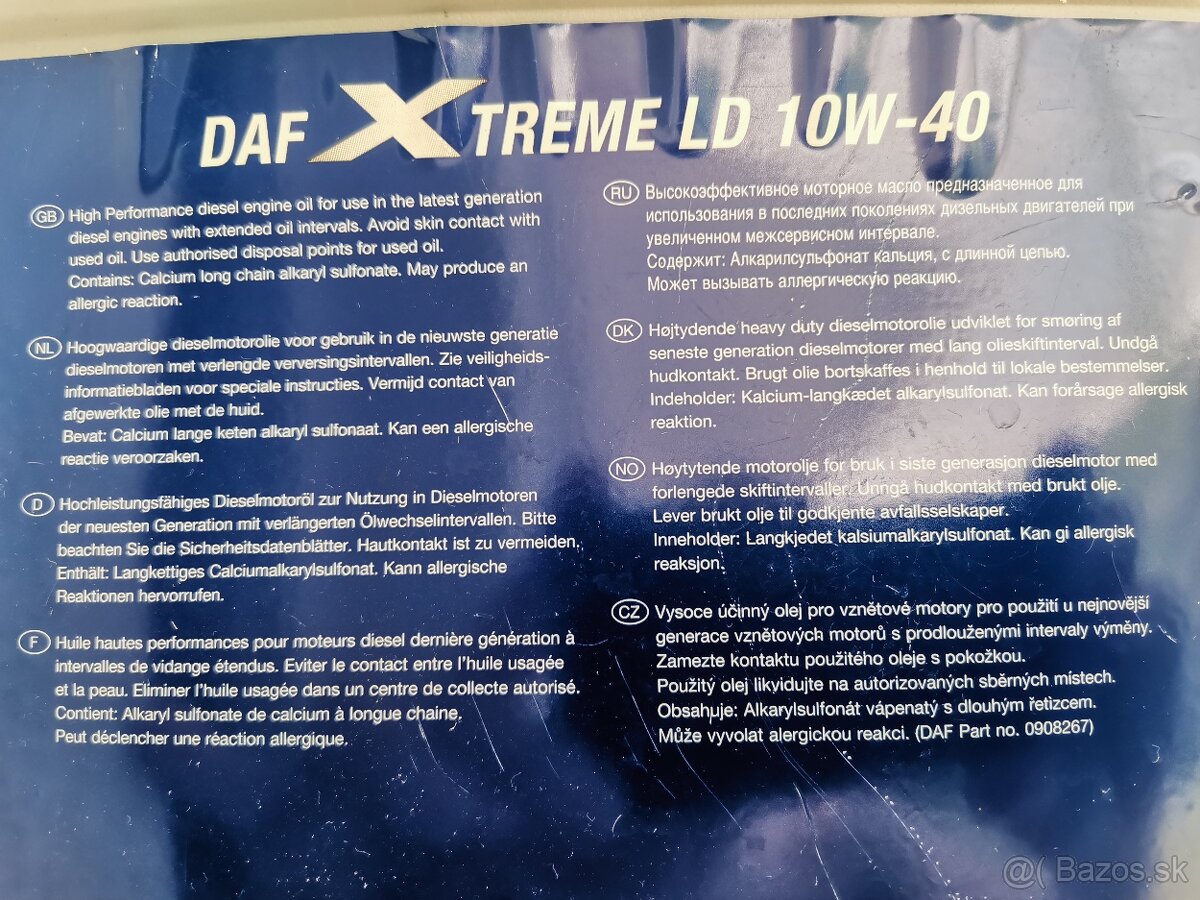 DAF XTREME LD 10W-40
GB High Performance diesel engine oil for use in the latest generation
diesel engines with extended oil intervals. Avoid skin contact with
used oil. Use authorised disposal points for used oil.
Contains: Calcium long chain alkaryl sulfonate. May produce an
allergic reaction.
NL Hoogwaardige dieselmotorolie voor gebruik in de nieuwste generatie
dieselmotoren met verlengde verversingsintervallen. Zie veiligheids-
informatiebladen voor speciale instructies. Vermijd contact van
afgewerkte olie met de huid.
Bevat: Calcium lange keten alkaryl sulfonaat. Kan een allergische
reactie veroorzaken.
D Hochleistungsfähiges Dieselmotoröl zur Nutzung in Dieselmotoren
der neuesten Generation mit verlängerten Ölwechselintervallen. Bitte
beachten Sie die Sicherheitsdatenblätter. Hautkontakt ist zu vermeiden.
Enthält: Langkettiges Calciumalkarylsulfonat. Kann allergische
Reaktionen hervorrufen.
F Huile hautes performances pour moteurs diesel dernière génération à
intervalles de vidange étendus. Eviter le contact entre l'huile usagée
et la peau. Eliminer l'huile usagée dans un centre de collecte autorisé.
Contient: Alkaryl sulfonate de calcium à longue chaine.
Peut déclencher une réaction allergique.
RU Высокоэффективное моторное масло предназначенное для
использования в последних поколениях дизельных двигателей при
увеличенном межсервисном интервале.
Содержит: Алкарилсульфонат кальция, с длинной цепью.
Может вызывать аллергическую реакцию.
DK Højtydende heavy duty dieselmotorolie udviklet for smøring af
seneste generation dieselmotorer med lang olieskiftinterval. Undgå
hudkontakt. Brugt olie bortskaffes i henhold til lokale bestemmelser.
Indeholder: Kalcium-langkædet alkarylsulfonat. Kan forårsage allergisk
reaktion.
NO Høytytende motorolje for bruk i siste generasjon dieselmotor med
forlengede skiftintervaller. Unngå hudkontakt med brukt olje.
Lever brukt olje til godkjente avfallsselskaper.
Inneholder: Langkjedet kalsiumalkarylsulfonat. Kan gi allergisk
reaksjon.
CZ Vysoce účinný olej pro vznětové motory pro použití u nejnovější
generace vznětových motorů s prodlouženými intervaly výměny.
Zamezte kontaktu použitého oleje s pokožkou.
Použitý olej likvidujte na autorizovaných sběrných místech.
Obsahuje: Alkarylsulfonát vápenatý s dlouhým řetìzcem.
Může vyvolat alergickou reakci. (DAF Part no. 0908267)
@( Bazos.sk